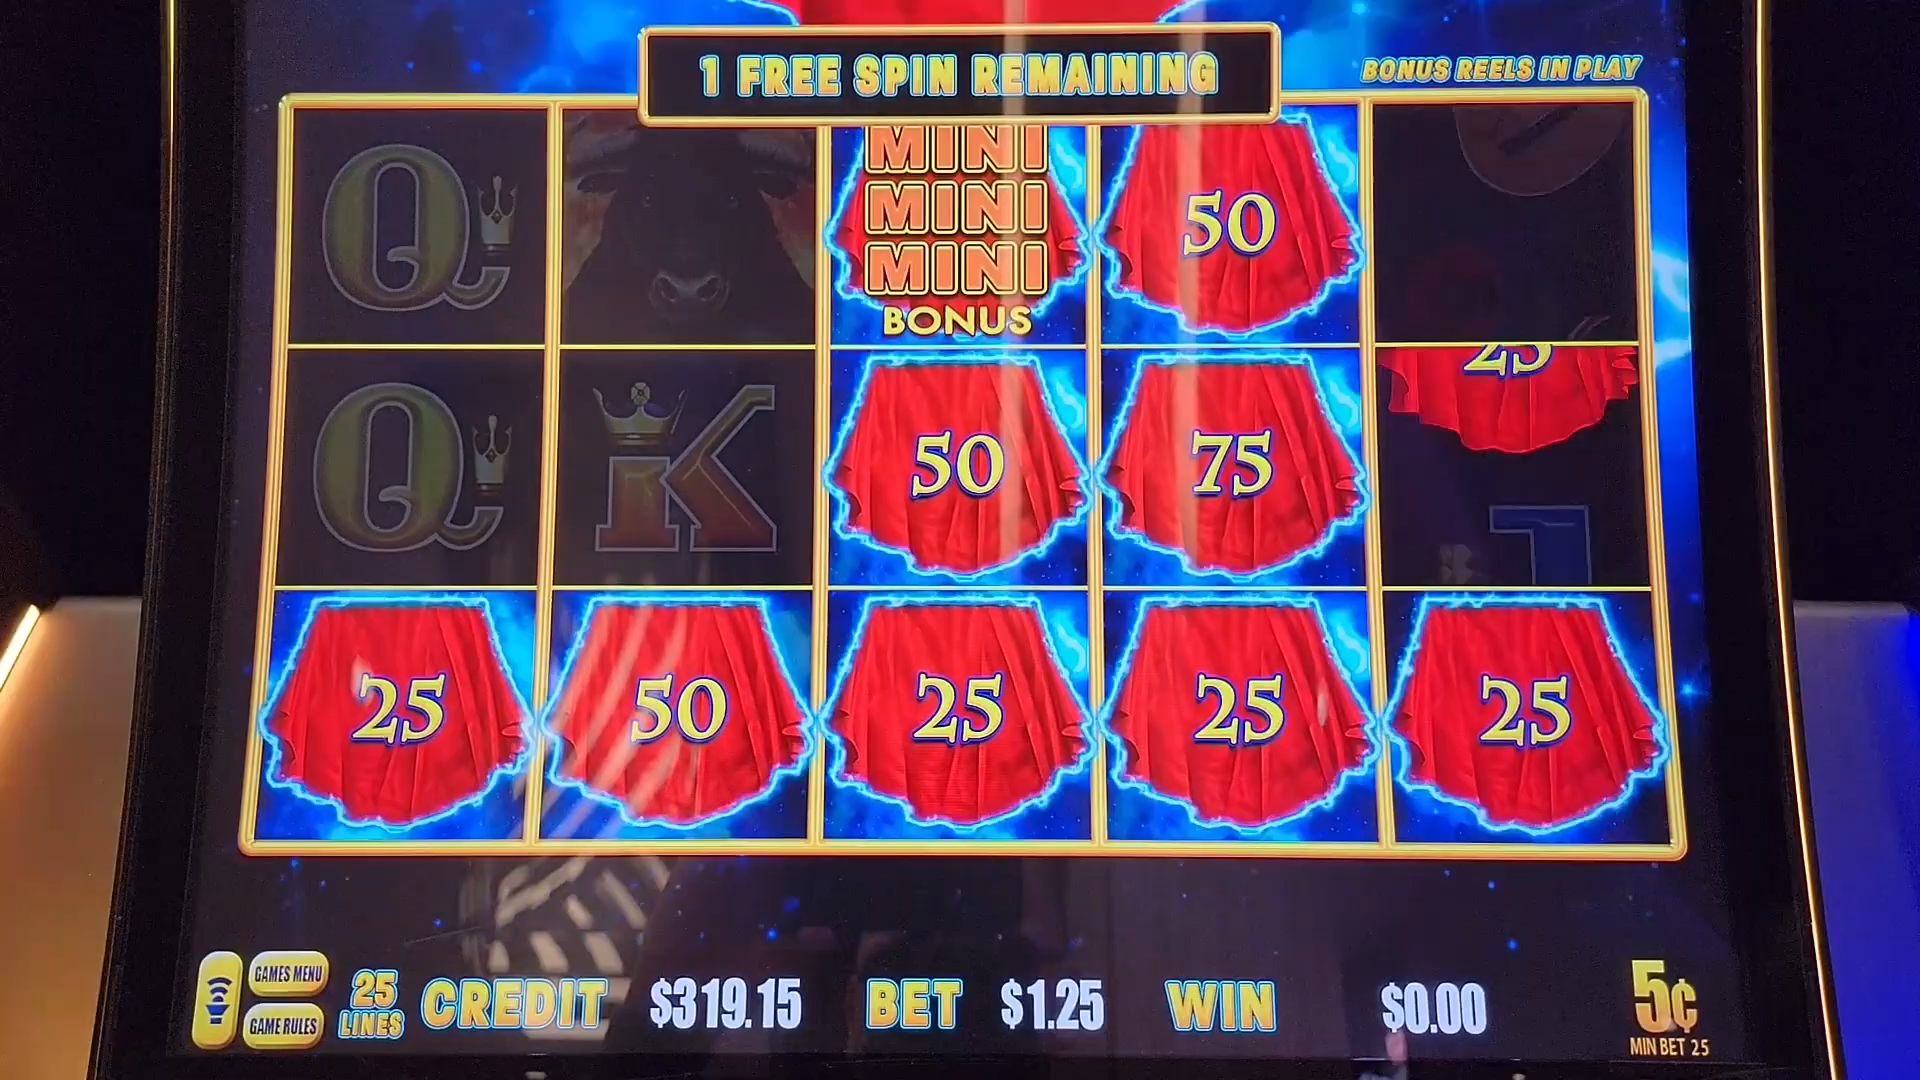 1 FREE SPIN REMAINING
BONUS REELS IN PLAY
Q
MINI
MINI
MINI
BONUS
50
25
Q
K
50
75
J
25
50
25
25
25
GAMES MENU
GAME RULES
25
LINES
CREDIT $319.15
BET $1.25
WIN $0.00
5¢
MIN BET 25